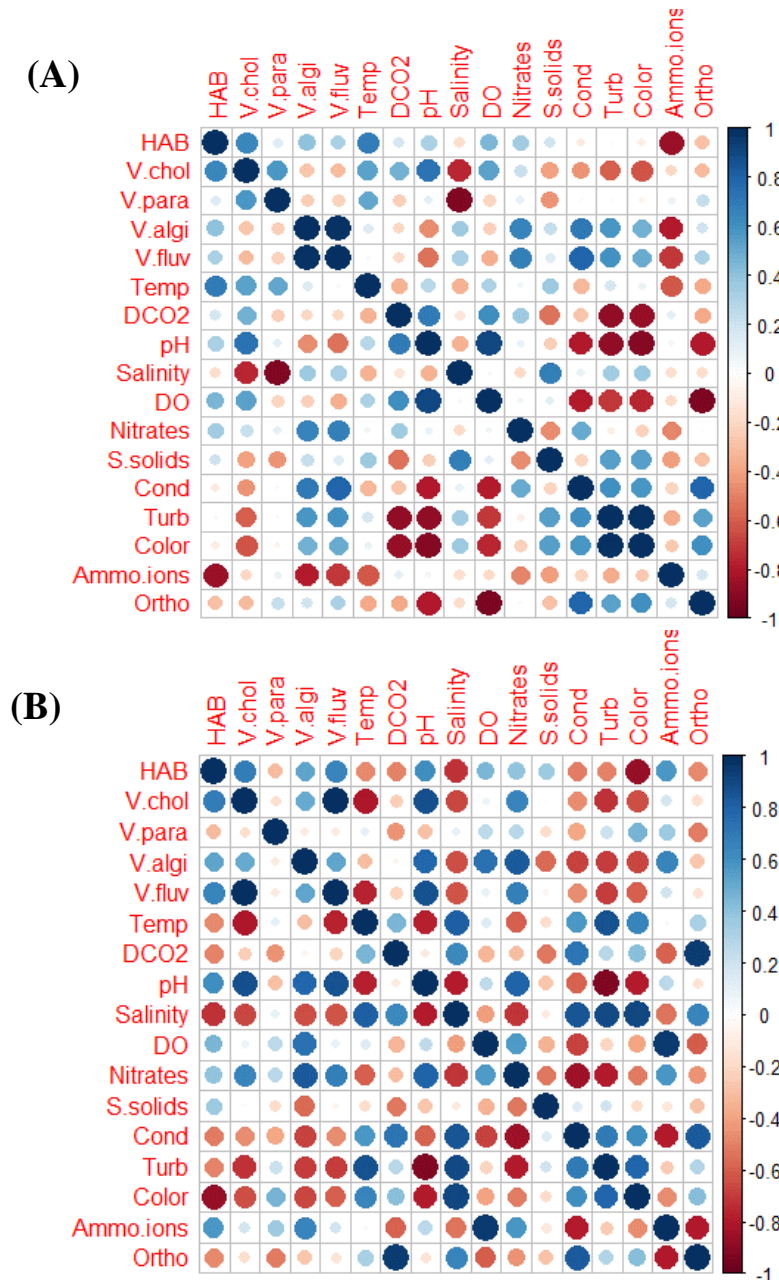 (A)
HAB V.chol V.para V.algi V.fluv Temp DCO2 pH Salinity DO Nitrates S.solids Cond Turb Color Ammo.ions Ortho
HAB
V.chol
V.para
V.algi
V.fluv
Temp
DCO2
pH
Salinity
DO
Nitrates
S.solids
Cond
Turb
Color
Ammo.ions
Ortho
1
0.8
0.6
0.4
0.2
0
-0.2
-0.4
-0.6
-0.8
-1
(B)
HAB V.chol V.para V.algi V.fluv Temp DCO2 pH Salinity DO Nitrates S.solids Cond Turb Color Ammo.ions Ortho
HAB
V.chol
V.para
V.algi
V.fluv
Temp
DCO2
pH
Salinity
DO
Nitrates
S.solids
Cond
Turb
Color
Ammo.ions
Ortho
1
0.8
0.6
0.4
0.2
0
-0.2
-0.4
-0.6
-0.8
-1